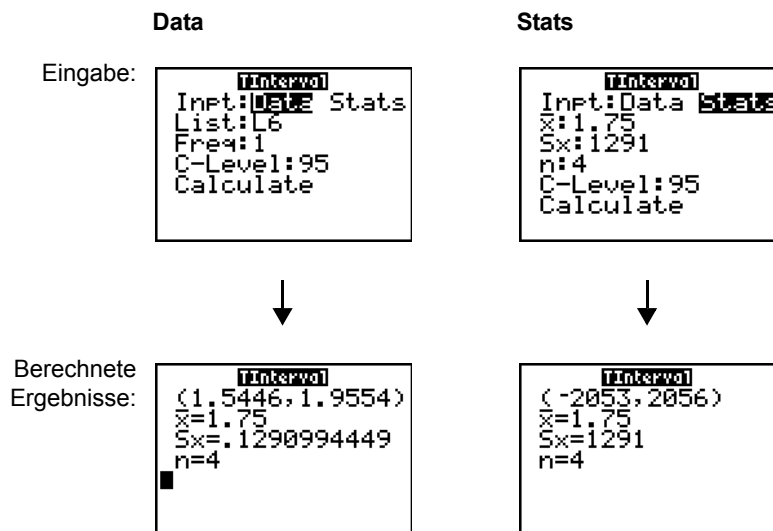 Data
Stats
Eingabe:
TInterval
Inpt:Data Stats
List:L6
Freq:1
C-Level:95
Calculate
TInterval
Inpt:Data Stats
x̄:1.75
Sx:1291
n:4
C-Level:95
Calculate
Berechnete
Ergebnisse:
TInterval
(1.5446,1.9554)
x̄=1.75
Sx=.1290994449
n=4
TInterval
(-2053,2056)
x̄=1.75
Sx=1291
n=4